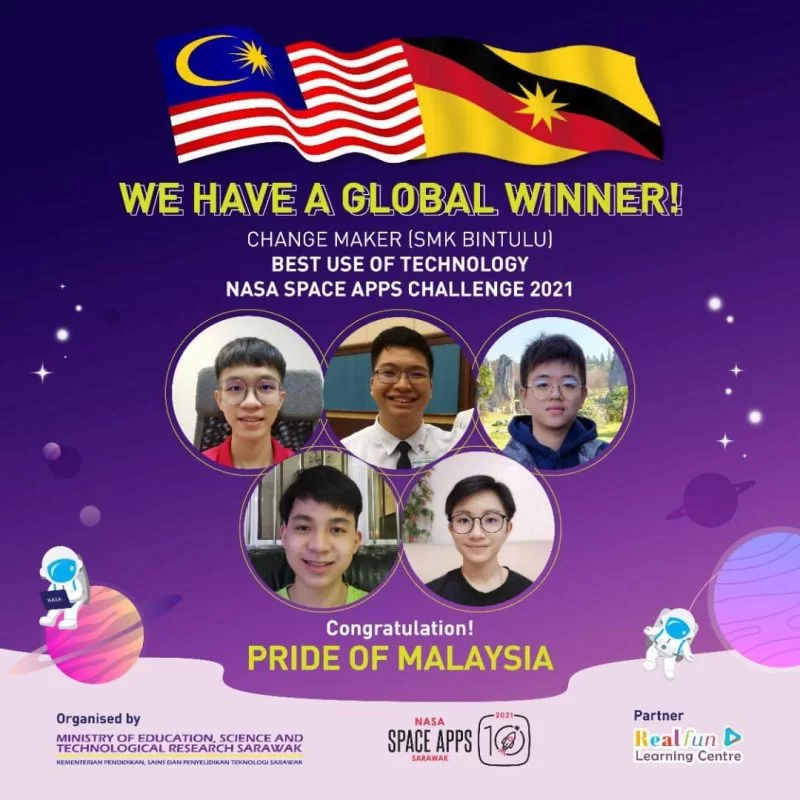 WE HAVE A GLOBAL WINNER!
CHANGE MAKER (SMK BINTULU)
BEST USE OF TECHNOLOGY
NASA SPACE APPS CHALLENGE 2021
NASA
Congratulation!
PRIDE OF MALAYSIA
Organised by
MINISTRY OF EDUCATION, SCIENCE AND
TECHNOLOGICAL RESEARCH SARAWAK
KEMENTERIAN PENDIDIKAN, SAINS DAN PENYELIDIKAN TEKNOLOGI SARAWAK
NASA
SPACE APPS
SARAWAK
2021
10
Partner
Real fun
Learning Centre